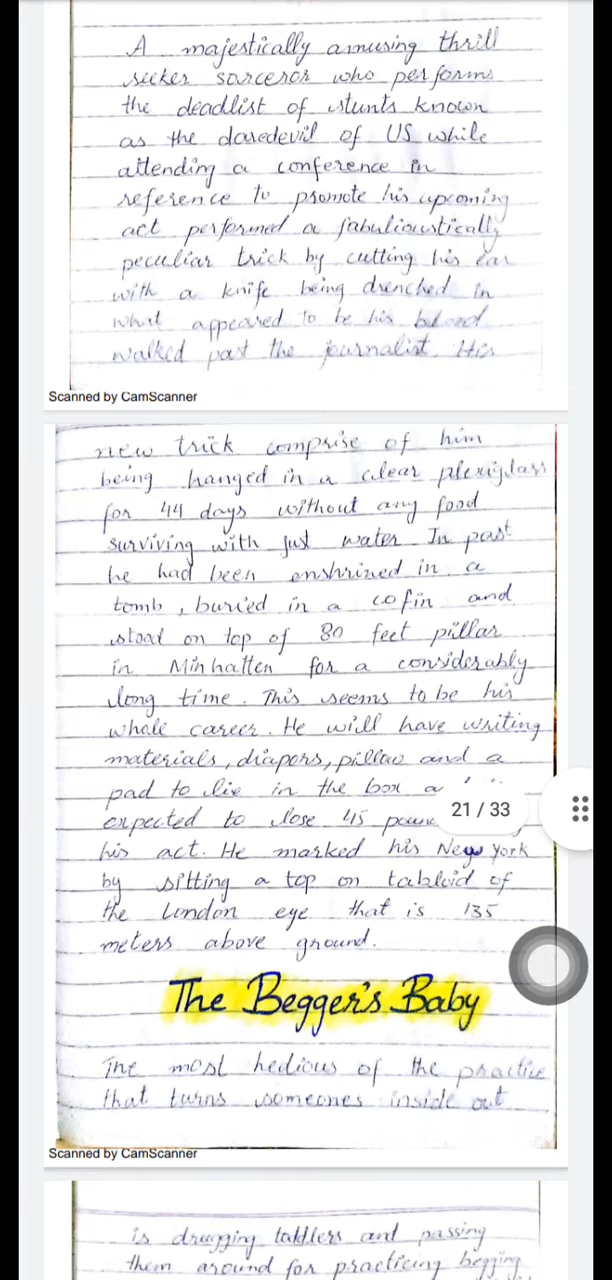 A majestically amusing thrill
seeker sorceror who performs
the deadlist of stunts known
as the daredevil of US while
attending a conference in
reference to promote his upcoming
act performed a fabulioustically
peculiar trick by cutting his ear
with a knife being drenched in
what appeared to be his blood
walked past the journalist. His
Scanned by CamScanner
new trick comprise of him
being hanged in a clear plexiglass
for 44 days without any food
surviving with just water. In past
he had been enshrined in a
tomb, buried in a cofin and
stood on top of 80 feet pillar
in Minhatten for a considerably
long time. This seems to be his
whole career. He will have writing
materials, diapers, pillow and a
pad to lie in the box
expected to lose 45
21 / 33
his act. He marked his New York
by sitting a top on tabloid of
the London eye that is 135
meters above ground.
The Begger's Baby
The most hedious of the practice
that turns someones inside out
Scanned by CamScanner
is drugging toddlers and passing
them around for practicing begging